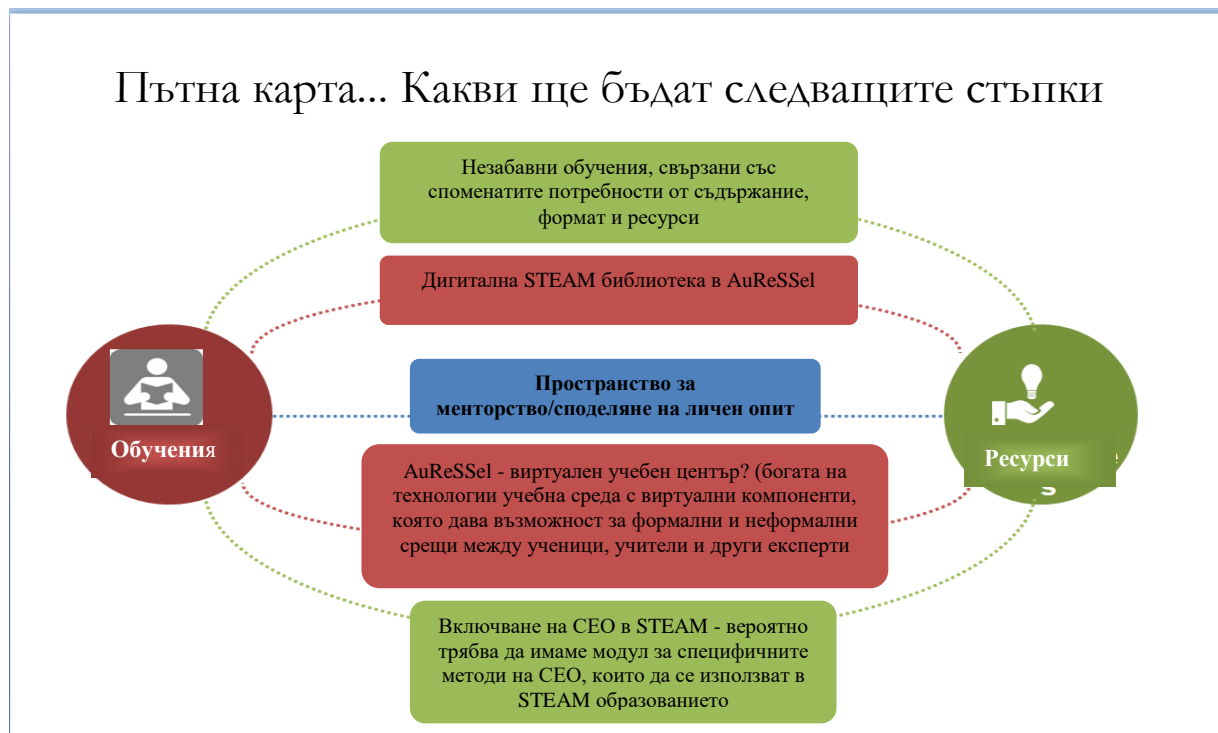 Пътна карта... Какви ще бъдат следващите стъпки
Незабавни обучения, свързани със
споменатите потребности от съдържание,
формат и ресурси
Дигитална STEAM библиотека в AuReSSel
Пространство за
менторство/споделяне на личен опит
Обучения
Ресурси
e
s
AuReSSel - виртуален учебен център? (богата на
технологии учебна среда с виртуални компоненти,
която дава възможност за формални и неформални
срещи между ученици, учители и други експерти
Включване на СЕО в STEAM - вероятно
трябва да имаме модул за специфичните
методи на СЕО, които да се използват в
STEAM образованието